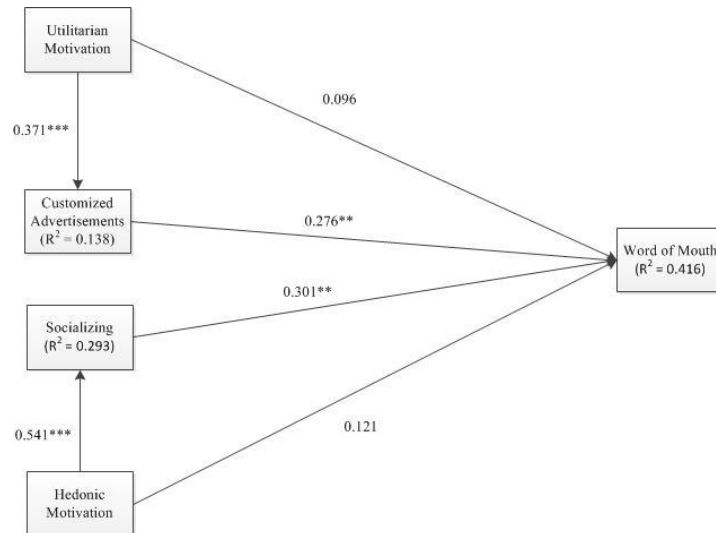 Utilitarian
Motivation
0.096
0.371***
Customized
Advertisements
(R² = 0.138)
0.276**
Word of Mouth
(R² = 0.416)
0.301**
Socializing
(R² = 0.293)
0.541***
0.121
Hedonic
Motivation